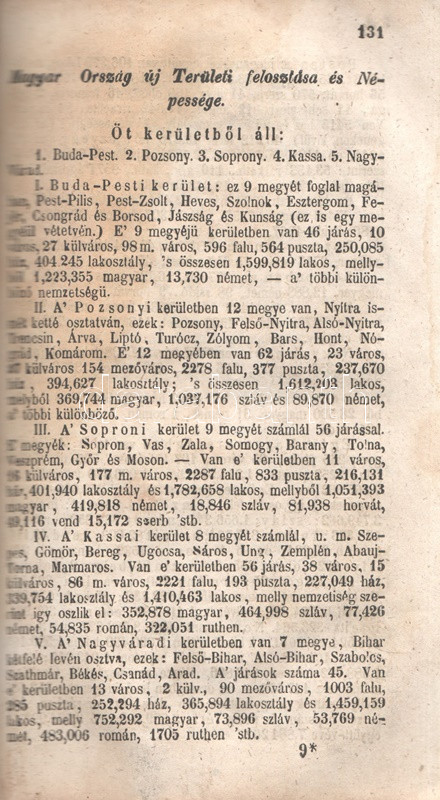 131
Ország új Területi felosztása és Né-
pessége.
Öt kerületből áll:
1. Buda-Pest. 2. Pozsony. 3. Soprony. 4. Kassa. 5. Nagy-
I. Buda-Pesti kerület: ez 9 megyét foglal magá-
Pest-Pilis, Pest-Zsolt, Heves, Szolnok, Esztergom, Fe-
Csongrád és Borsod, Jászság és Kunság (ez is egy me-
vétetvén.) E' 9 megyéjü kerületben van 46 járás, 10
27 külváros, 98 m. város, 596 falu, 564 puszta, 250,085
404 245 lakosztály, 's összesen 1,599,819 lakos, melly-
1,223,355 magyar, 13,730 német, — a' többi külön-
nemzetségü.
II. A' Pozsonyi kerületben 12 megye van, Nyitra is-
ketté osztatván, ezek: Pozsony, Felső-Nyitra, Alsó-Nyitra,
Árva, Liptó, Turócz, Zólyom, Bars, Hont, Nó-
Komárom. E' 12 megyében van 62 járás, 23 város,
külváros 154 mezőváros, 2278 falu, 377 puszta, 237,670
394,627 lakosztály; 's összesen 1,612,203 lakos,
369,744 magyar, 1,037,176 szláv és 89,870 német,
többi különböző.
III. A' Soproni kerület 9 megyét számlál 56 járással.
megyék: Sopron, Vas, Zala, Somogy, Barany, Tolna,
Győr és Moson. — Van e' kerületben 11 város,
külváros, 177 m. város, 2287 falu, 833 puszta, 216,131
401,940 lakosztály és 1,782,658 lakos, mellyből 1,051,393
419,818 német, 18,846 szláv, 81,938 horvát,
vend 15,172 szerb 'stb.
IV. A' Kassai kerület 8 megyét számlál, u. m. Sze-
Gömör, Bereg, Ugocsa, Sáros, Ung, Zemplén, Abauj-
Marmaros. Van e' kerületben 56 járás, 38 város, 15
86 m. város, 2221 falu, 193 puszta, 227,049 ház,
lakosztály és 1,410,463 lakos, melly nemzetiség sze-
igy oszlik el: 352,878 magyar, 464,998 szláv, 77,426
54,835 román, 322,051 ruthen.
V. A' Nagyváradi kerületben van 7 megye, Bihar
levén osztva, ezek: Felső-Bihar, Alsó-Bihar, Szabolcs,
Békés, Csanád, Arad. A' járások száma 45. Van
kerületben 13 város, 2 külv., 90 mezőváros, 1003 falu,
puszta, 252,294 ház, 365,894 lakosztály és 1,459,159
melly 752,292 magyar, 73,896 szláv, 53,769 né-
483,006 román, 1705 ruthen 'stb.
9*